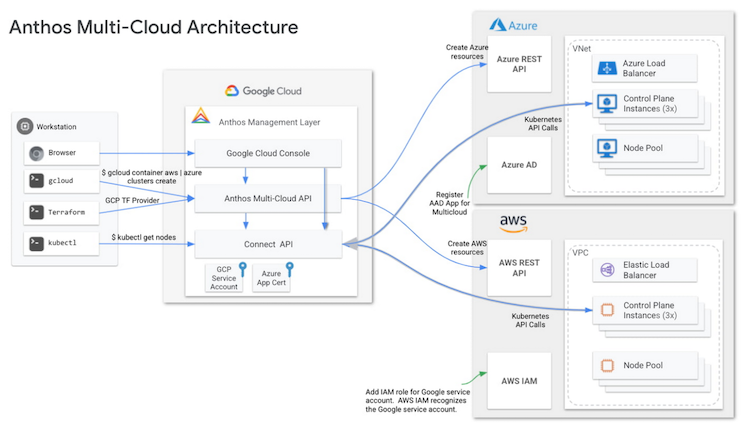 Anthos Multi-Cloud Architecture
Workstation
Browser
gcloud
Terraform
kubectl
$ gcloud container aws | azure
clusters create
GCP TF Provider
$ kubectl get nodes
Google Cloud
Anthos Management Layer
Google Cloud Console
Anthos Multi-Cloud API
Connect API
GCP
Service
Account
Azure
App Cert
Azure
Create Azure
resources
Azure REST
API
Kubernetes
API Calls
Azure AD
Register
AAD App for
Multicloud
VNet
Azure Load
Balancer
Control Plane
Instances (3x)
Node Pool
aws
Create AWS
resources
AWS REST
API
Kubernetes
API Calls
AWS IAM
Add IAM role for Google service
account. AWS IAM recognizes
the Google service account.
VPC
Elastic Load
Balancer
Control Plane
Instances (3x)
Node Pool